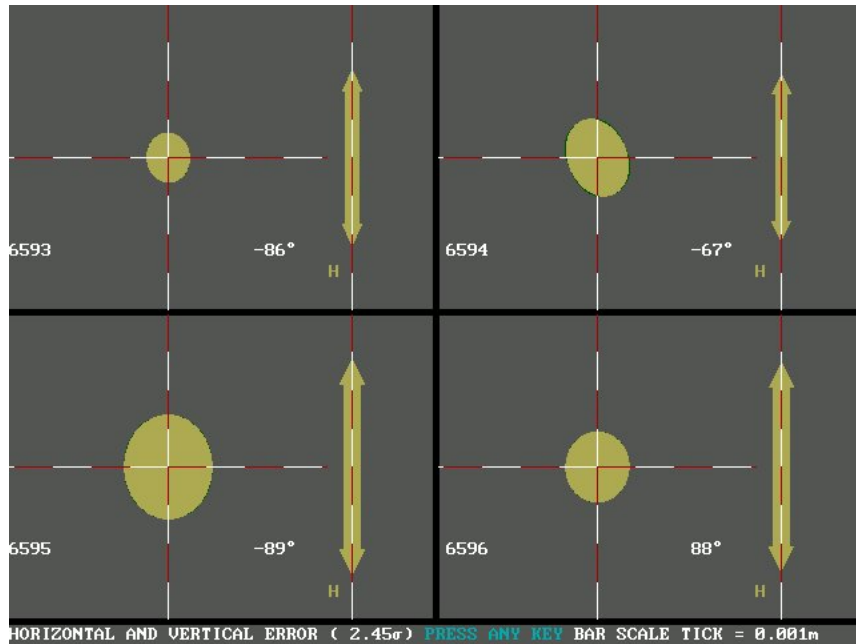 6593 -86°
H
6594 -67°
H
6595 -89°
H
6596 88°
H
HORIZONTAL AND VERTICAL ERROR ( 2.45σ) PRESS ANY KEY BAR SCALE TICK = 0.001m